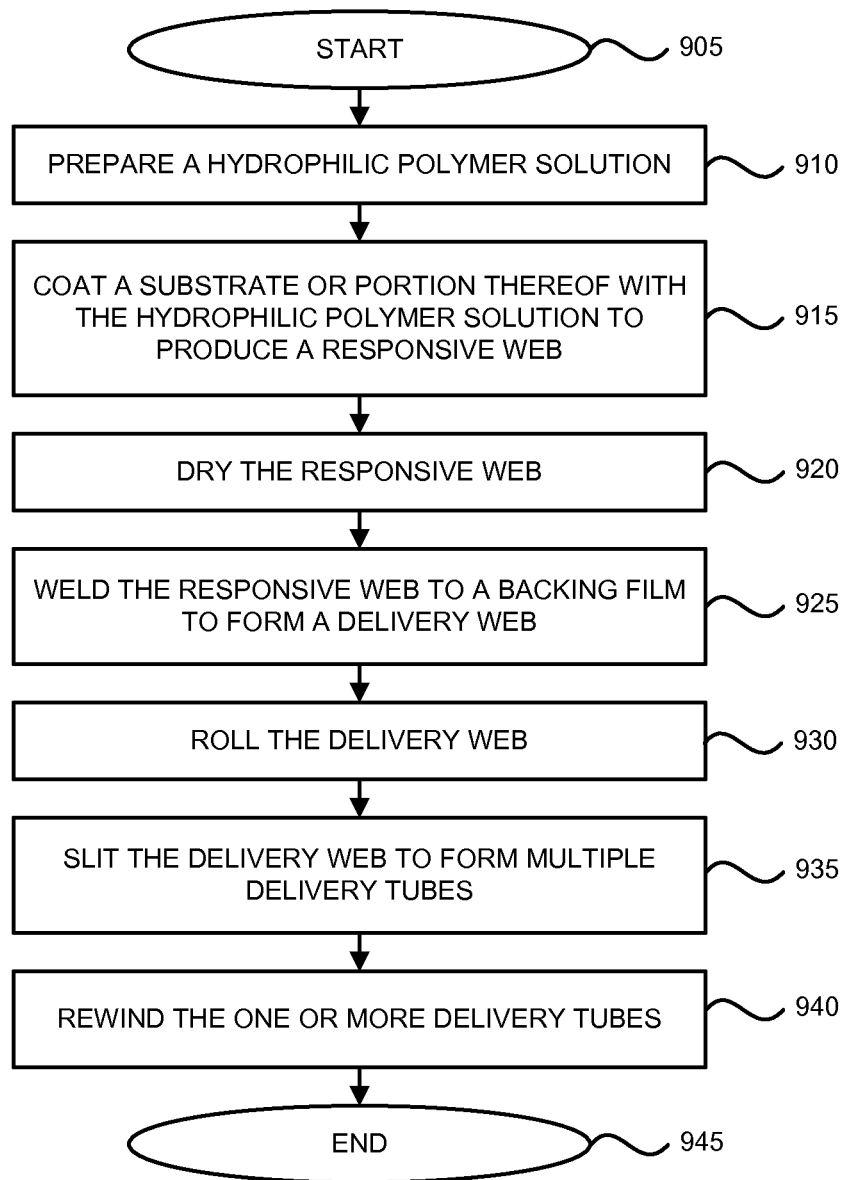 START
905
PREPARE A HYDROPHILIC POLYMER SOLUTION
910
COAT A SUBSTRATE OR PORTION THEREOF WITH
THE HYDROPHILIC POLYMER SOLUTION TO
PRODUCE A RESPONSIVE WEB
915
DRY THE RESPONSIVE WEB
920
WELD THE RESPONSIVE WEB TO A BACKING FILM
TO FORM A DELIVERY WEB
925
ROLL THE DELIVERY WEB
930
SLIT THE DELIVERY WEB TO FORM MULTIPLE
DELIVERY TUBES
935
REWIND THE ONE OR MORE DELIVERY TUBES
940
END
945